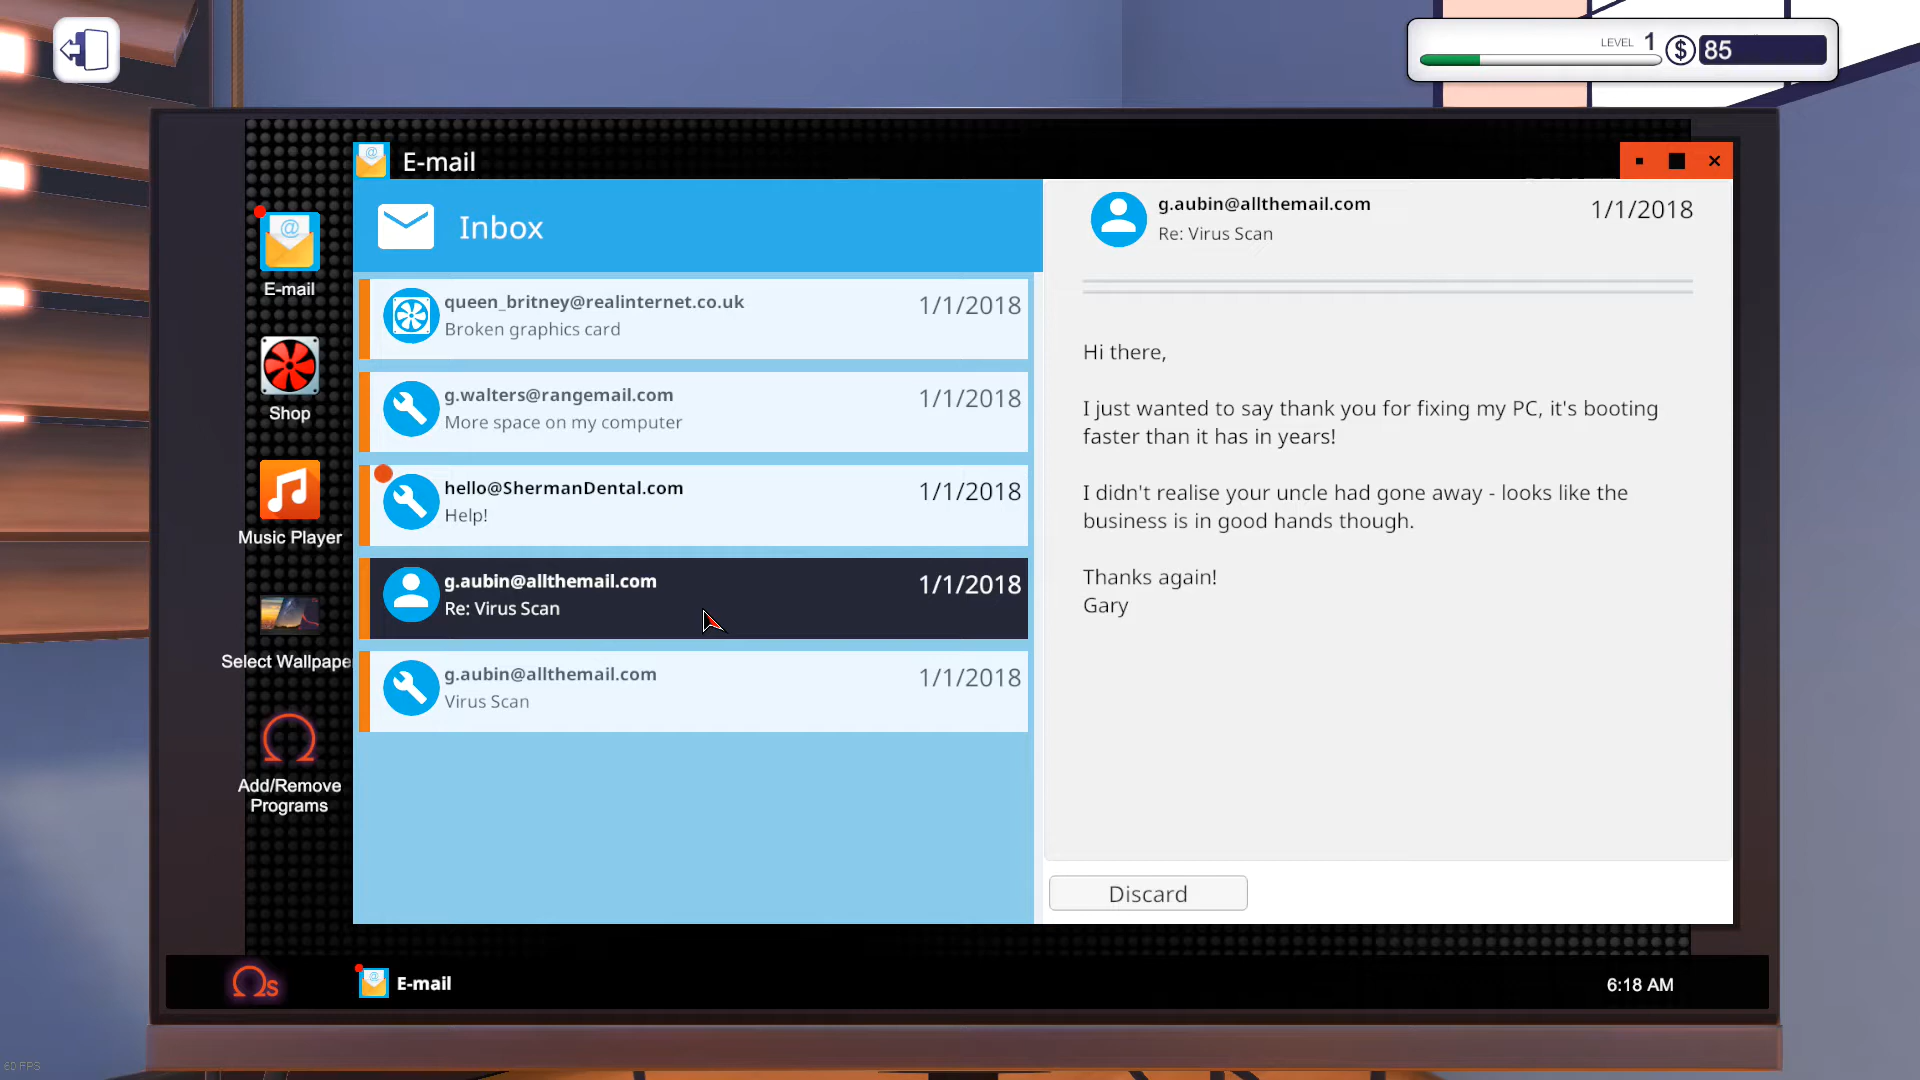 LEVEL 1
$ 85
E-mail
Inbox
g.aubin@allthemail.com
1/1/2018
Re: Virus Scan
E-mail
Shop
Music Player
Select Wallpape
Add/Remove
Programs
queen_britney@realinternet.co.uk
1/1/2018
Broken graphics card
g.walters@rangemail.com
1/1/2018
More space on my computer
hello@ShermanDental.com
1/1/2018
Help!
g.aubin@allthemail.com
1/1/2018
Re: Virus Scan
g.aubin@allthemail.com
1/1/2018
Virus Scan
Hi there,
I just wanted to say thank you for fixing my PC, it's booting
faster than it has in years!
I didn't realise your uncle had gone away - looks like the
business is in good hands though.
Thanks again!
Gary
Discard
Ωs
E-mail
6:18 AM
60 FPS